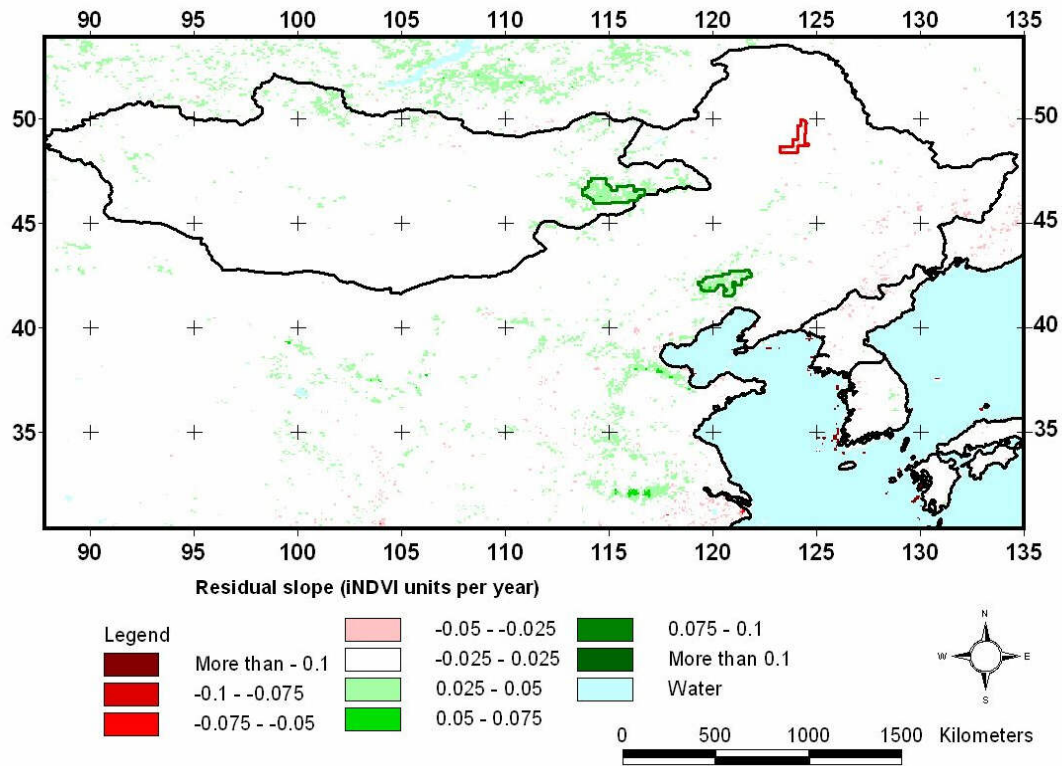 90 95 100 105 110 115 120 125 130 135
50 50
45 45
40 40
35 35
90 95 100 105 110 115 120 125 130 135
Residual slope (iNDVI units per year)
Legend
More than - 0.1
-0.1 - -0.075
-0.075 - -0.05
-0.05 - -0.025
-0.025 - 0.025
0.025 - 0.05
0.05 - 0.075
0.075 - 0.1
More than 0.1
Water
N
W E
S
0 500 1000 1500 Kilometers